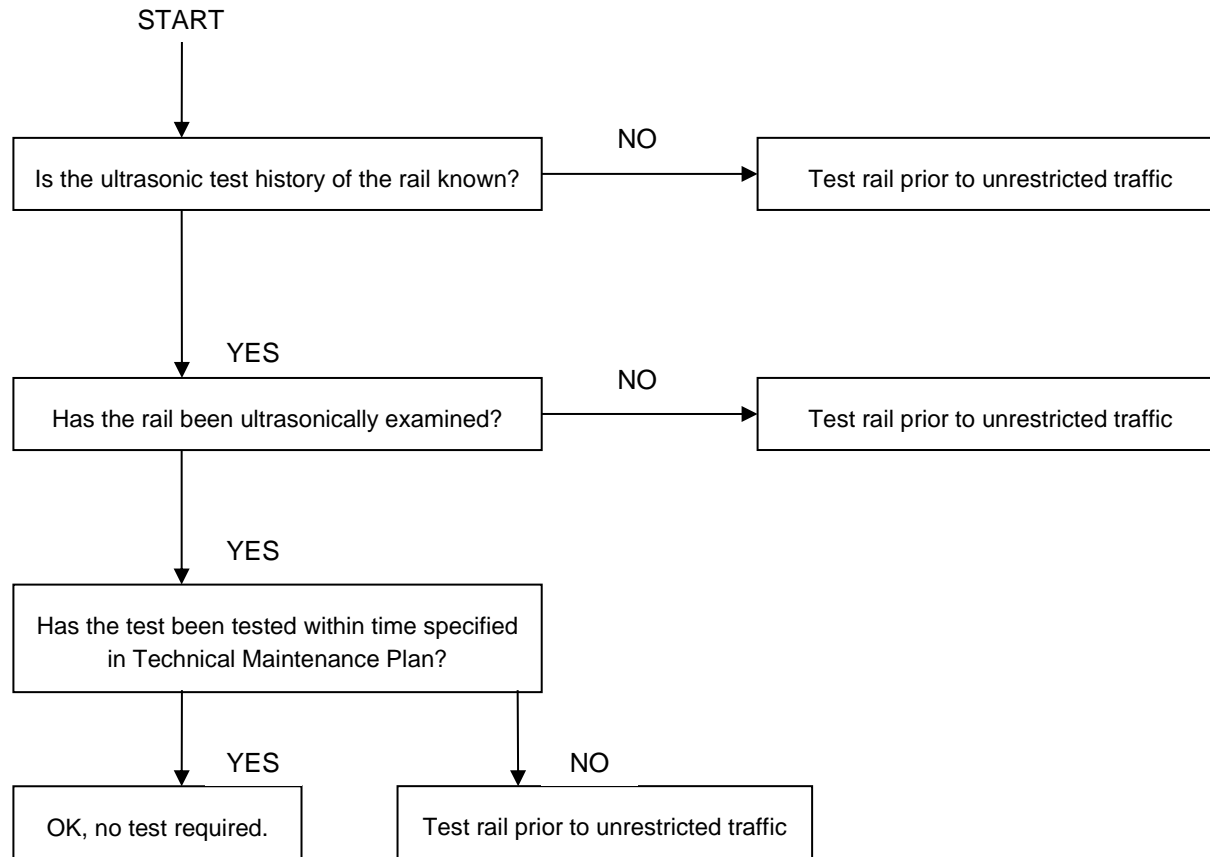 START
Is the ultrasonic test history of the rail known?
NO
Test rail prior to unrestricted traffic
YES
Has the rail been ultrasonically examined?
NO
Test rail prior to unrestricted traffic
YES
Has the test been tested within time specified
in Technical Maintenance Plan?
YES
NO
OK, no test required.
Test rail prior to unrestricted traffic